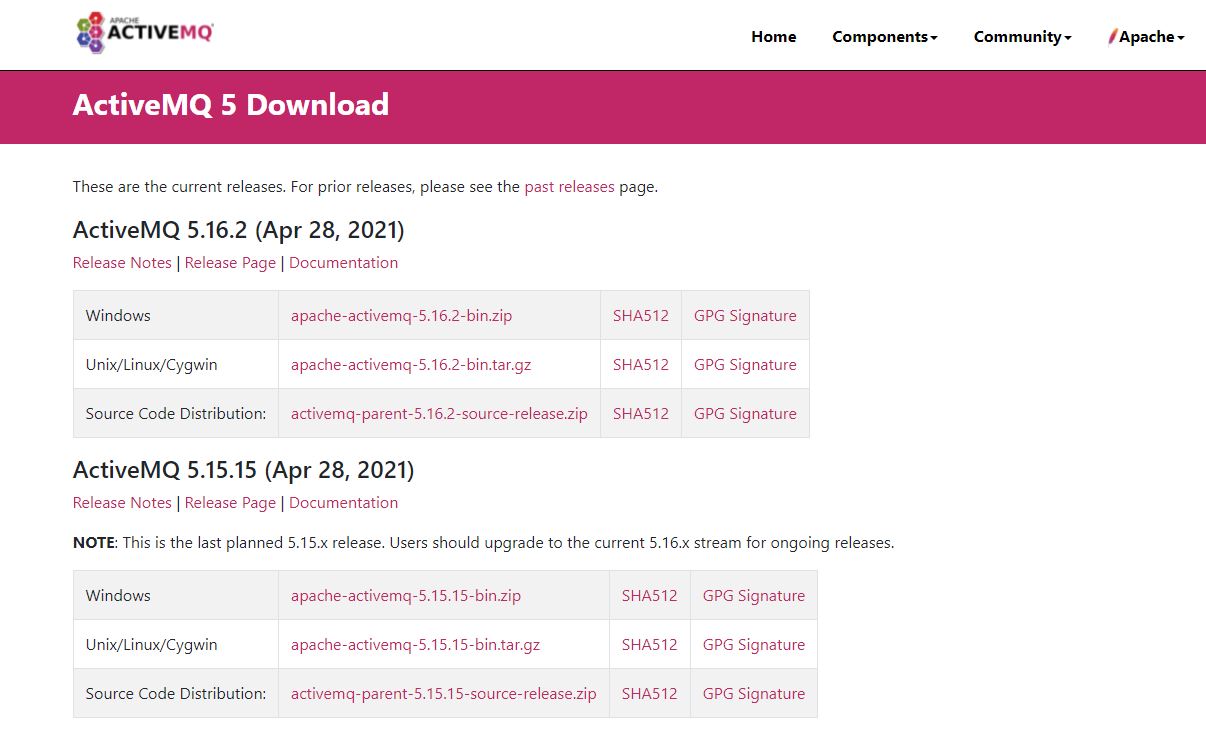 APACHE
ACTIVEMQ
Home Components Community Apache
ActiveMQ 5 Download
These are the current releases. For prior releases, please see the past releases page.
ActiveMQ 5.16.2 (Apr 28, 2021)
Release Notes | Release Page | Documentation
Windows apache-activemq-5.16.2-bin.zip SHA512 GPG Signature
Unix/Linux/Cygwin apache-activemq-5.16.2-bin.tar.gz SHA512 GPG Signature
Source Code Distribution: activemq-parent-5.16.2-source-release.zip SHA512 GPG Signature
ActiveMQ 5.15.15 (Apr 28, 2021)
Release Notes | Release Page | Documentation
NOTE: This is the last planned 5.15.x release. Users should upgrade to the current 5.16.x stream for ongoing releases.
Windows apache-activemq-5.15.15-bin.zip SHA512 GPG Signature
Unix/Linux/Cygwin apache-activemq-5.15.15-bin.tar.gz SHA512 GPG Signature
Source Code Distribution: activemq-parent-5.15.15-source-release.zip SHA512 GPG Signature